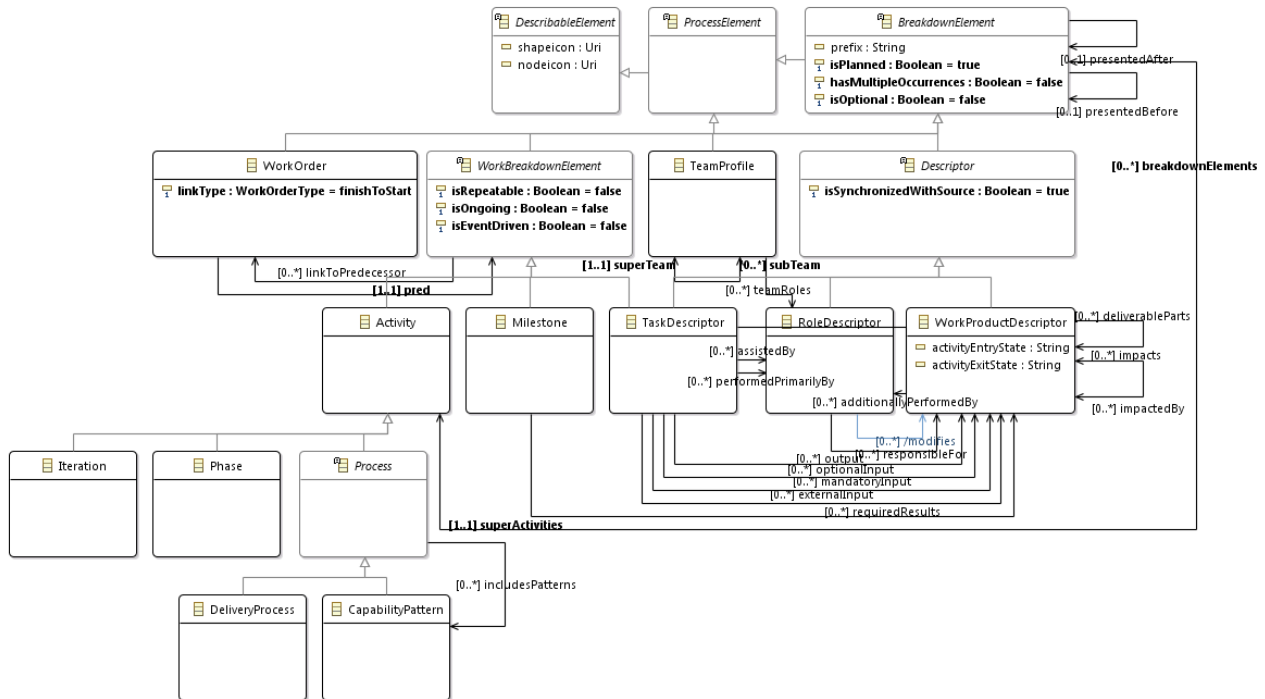 DescribableElement
shapeicon : Uri
nodeicon : Uri
ProcessElement
BreakdownElement
prefix : String
isPlanned : Boolean = true
hasMultipleOccurrences : Boolean = false
isOptional : Boolean = false
[0..1] presentedAfter
[0..1] presentedBefore
WorkOrder
linkType : WorkOrderType = finishToStart
WorkBreakdownElement
isRepeatable : Boolean = false
isOngoing : Boolean = false
isEventDriven : Boolean = false
TeamProfile
Descriptor
isSynchronizedWithSource : Boolean = true
[0..*] breakdownElements
[0..*] linkToPredecessor
[1..1] pred
[1..1] superTeam
[0..*] subTeam
[0..*] teamRoles
Activity
Milestone
TaskDescriptor
RoleDescriptor
WorkProductDescriptor
activityEntryState : String
activityExitState : String
[0..*] deliverableParts
[0..*] impacts
[0..*] impactedBy
[0..*] assistedBy
[0..*] performedPrimarilyBy
[0..*] additionallyPerformedBy
[0..*] /modifies
[0..*] responsibleFor
[0..*] output
[0..*] optionalInput
[0..*] mandatoryInput
[0..*] externalInput
[0..*] requiredResults
Iteration
Phase
Process
[1..1] superActivities
[0..*] includesPatterns
DeliveryProcess
CapabilityPattern